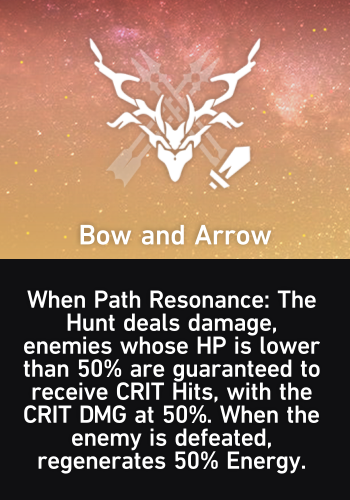 Bow and Arrow
When Path Resonance: The
Hunt deals damage,
enemies whose HP is lower
than 50% are guaranteed to
receive CRIT Hits, with the
CRIT DMG at 50%. When the
enemy is defeated,
regenerates 50% Energy.